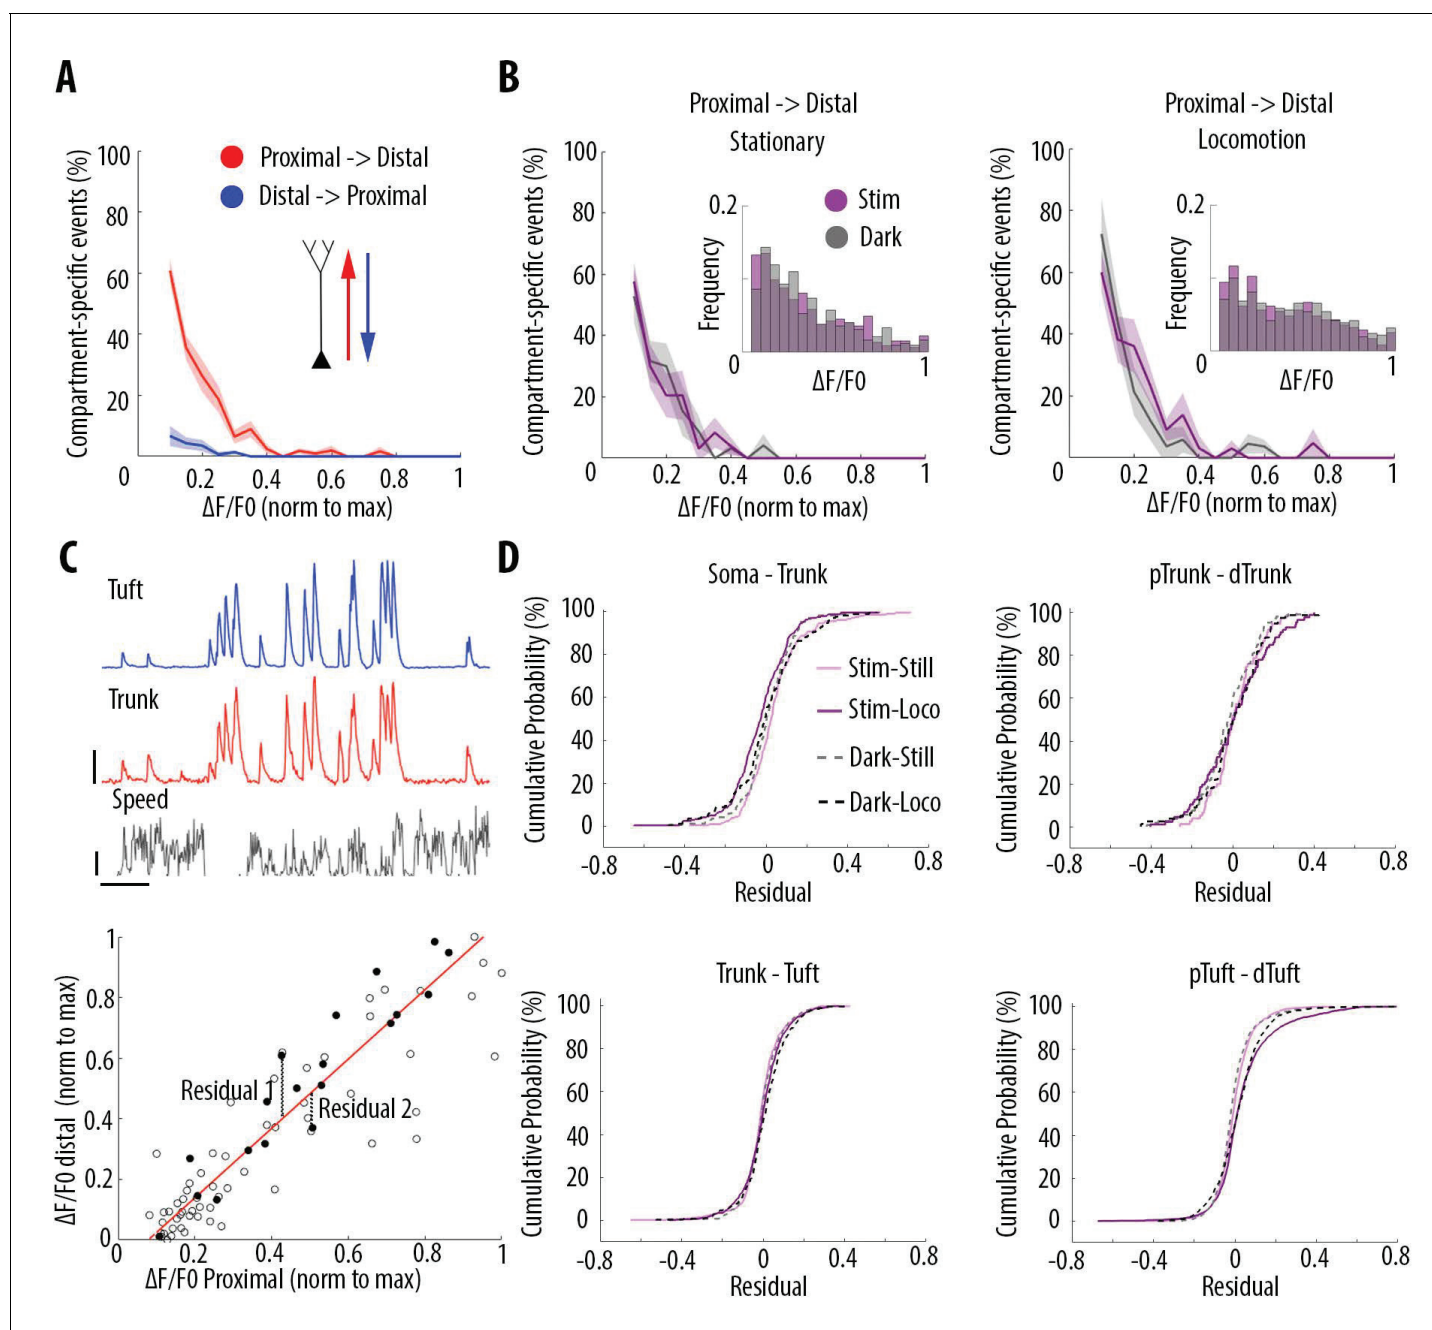 A
Proximal -> Distal
Distal -> Proximal
Compartment-specific events (%)
100
80
60
40
20
0
0.2
0.4
0.6
0.8
1
ΔF/F0 (norm to max)
B
Proximal -> Distal
Stationary
Compartment-specific events (%)
100
80
60
40
20
0
0.2
0.4
0.6
0.8
1
ΔF/F0 (norm to max)
Stim
Dark
0.2
Frequency
0
1
ΔF/F0
Proximal -> Distal
Locomotion
Compartment-specific events (%)
100
80
60
40
20
0
0.2
0.4
0.6
0.8
1
ΔF/F0 (norm to max)
0.2
Frequency
0
1
ΔF/F0
C
Tuft
Trunk
Speed
ΔF/F0 distal (norm to max)
1
0.8
0.6
0.4
0.2
0
Residual 1
Residual 2
0
0.2
0.4
0.6
0.8
1
ΔF/F0 Proximal (norm to max)
D
Soma - Trunk
Cumulative Probability (%)
100
80
60
40
20
0
Stim-Still
Stim-Loco
Dark-Still
Dark-Loco
-0.8
-0.4
0
0.4
0.8
Residual
pTrunk - dTrunk
Cumulative Probability (%)
100
80
60
40
20
0
-0.8
-0.4
0
0.4
0.8
Residual
Trunk - Tuft
Cumulative Probability (%)
100
80
60
40
20
0
-0.8
-0.4
0
0.4
0.8
Residual
pTuft - dTuft
Cumulative Probability (%)
100
80
60
40
20
0
-0.8
-0.4
0
0.4
0.8
Residual